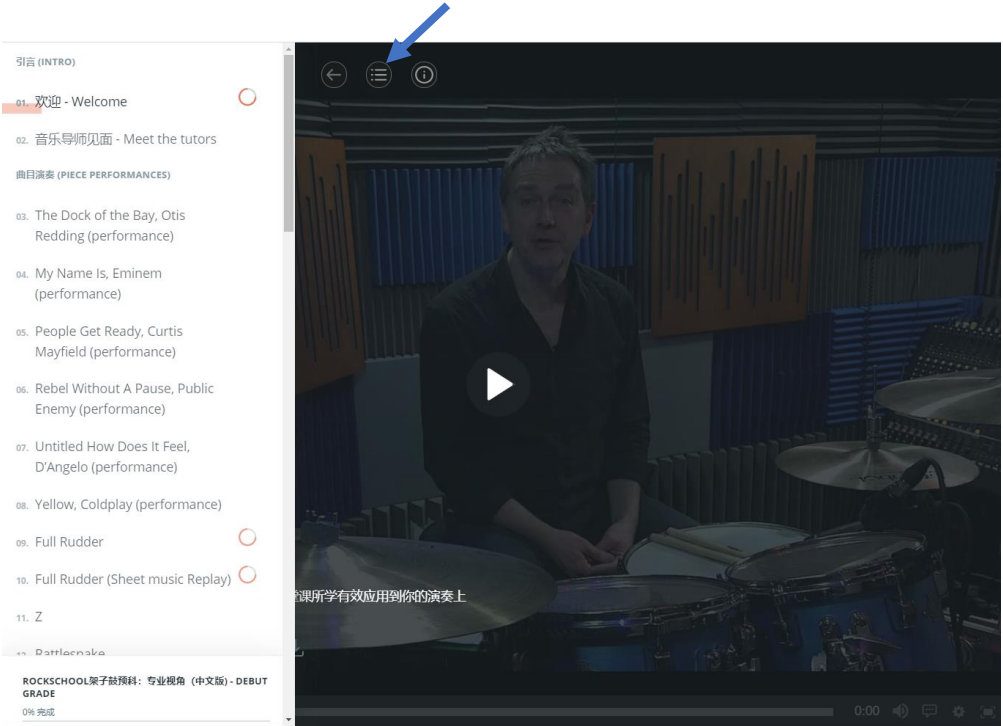 引言 (INTRO)
01. 欢迎 - Welcome
02. 音乐导师见面 - Meet the tutors
曲目演奏 (PIECE PERFORMANCES)
03. The Dock of the Bay, Otis
Redding (performance)
04. My Name Is, Eminem
(performance)
05. People Get Ready, Curtis
Mayfield (performance)
06. Rebel Without A Pause, Public
Enemy (performance)
07. Untitled How Does It Feel,
D'Angelo (performance)
08. Yellow, Coldplay (performance)
09. Full Rudder
10. Full Rudder (Sheet music Replay)
11. Z
12. Rattlesnake
堂课所学有效应用到你的演奏上
ROCKSCHOOL架子鼓预科：专业视角（中文版) - DEBUT
GRADE
0% 完成
0:00